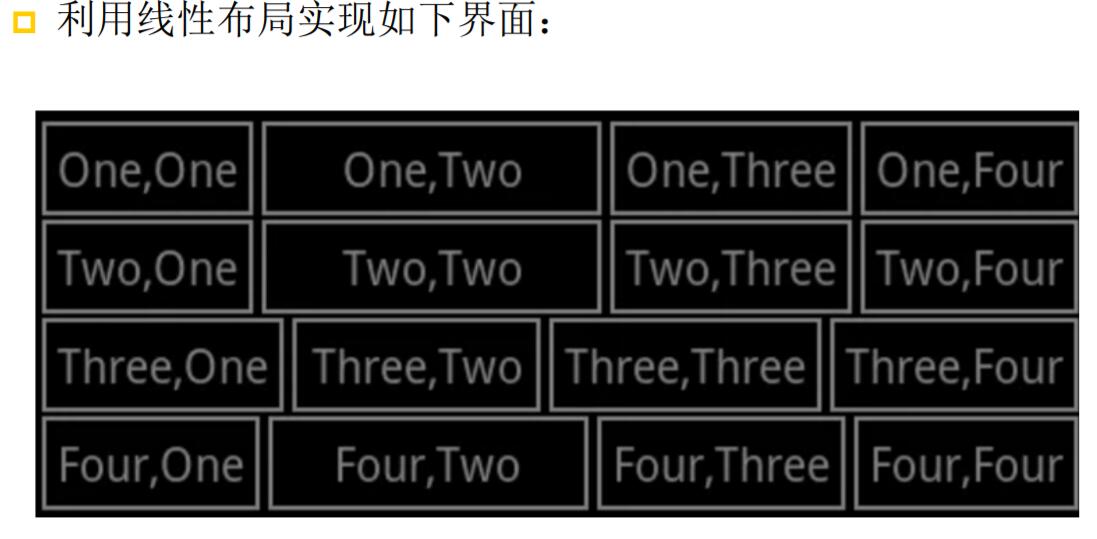 利用线性布局实现如下界面：
One,One One,Two One,Three One,Four
Two,One Two,Two Two,Three Two,Four
Three,One Three,Two Three,Three Three,Four
Four,One Four,Two Four,Three Four,Four